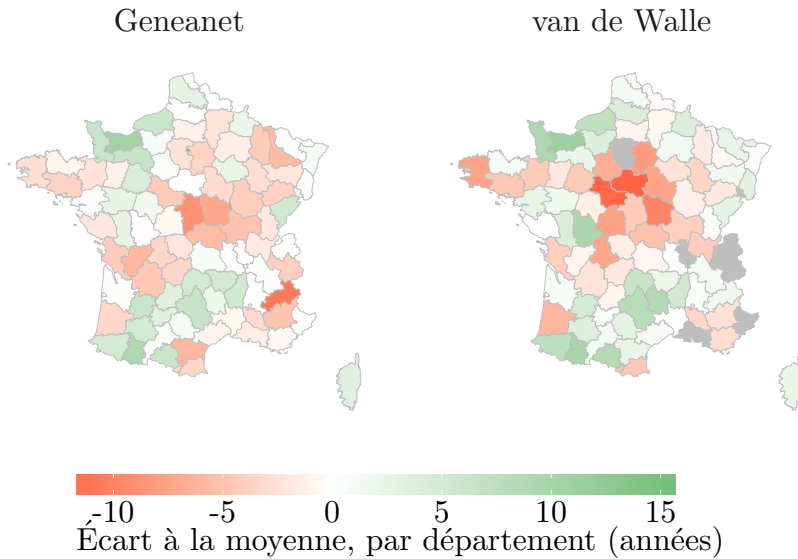 Geneanet
van de Walle
-10 -5 0 5 10 15
Écart à la moyenne, par département (années)